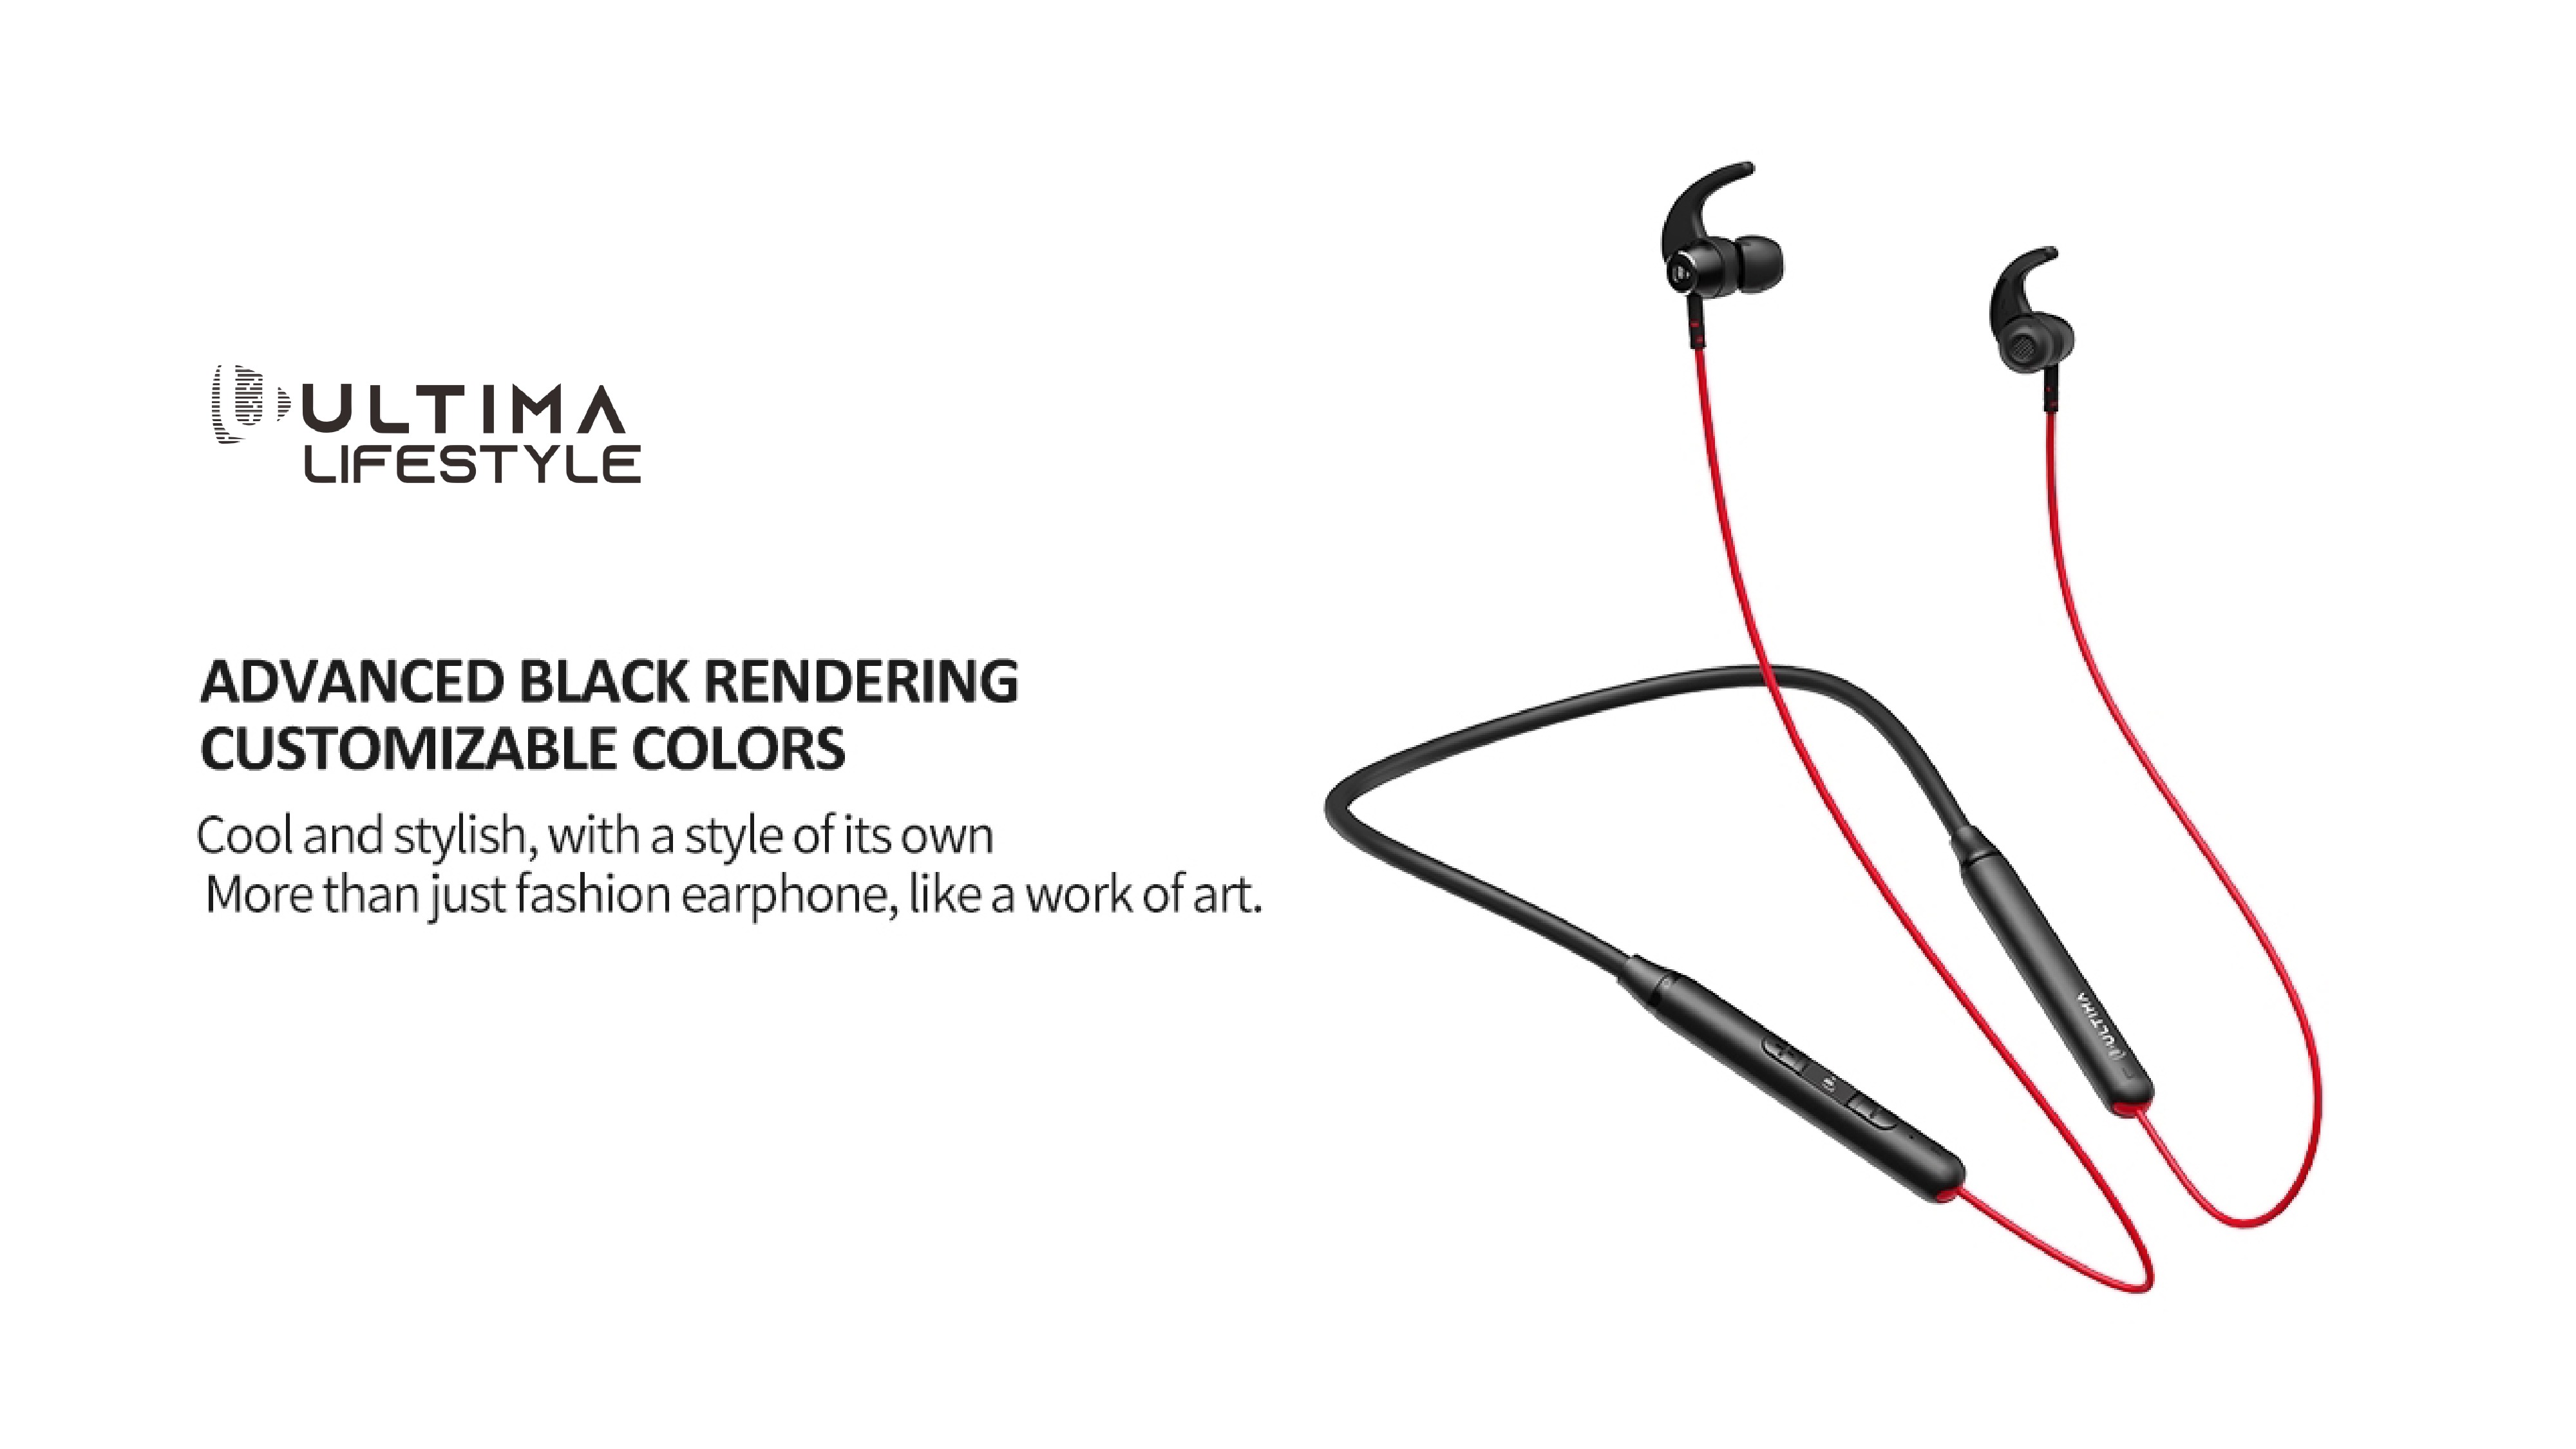 ULTIMA
LIFESTYLE
ADVANCED BLACK RENDERING
CUSTOMIZABLE COLORS
Cool and stylish, with a style of its own
More than just fashion earphone, like a work of art.
ULTIMA